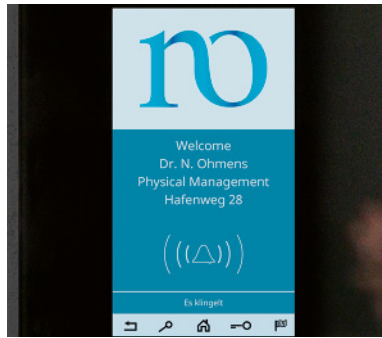 no
Welcome
Dr. N. Ohmens
Physical Management
Hafenweg 28
Es klingelt